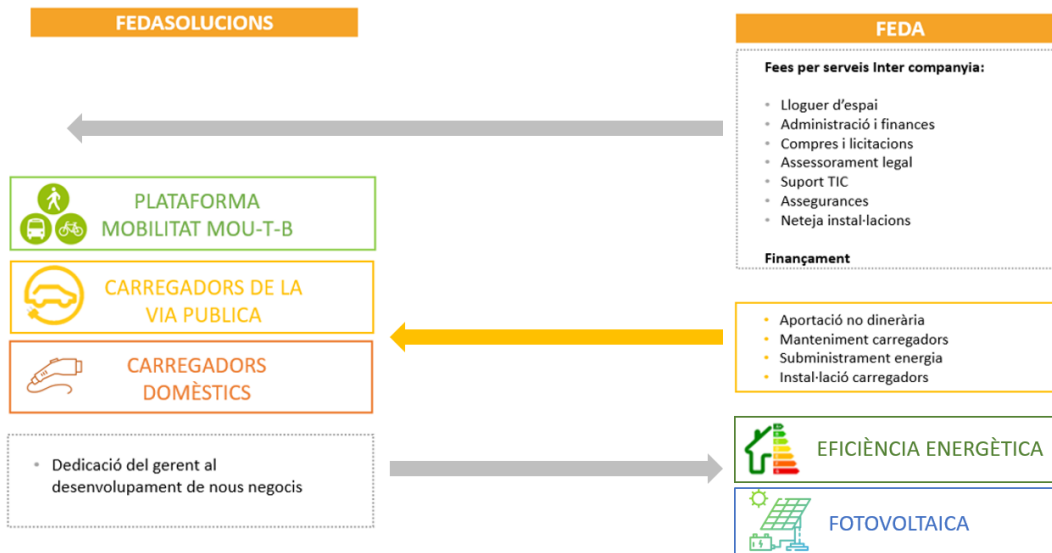 FEDASOLUCIONS
PLATAFORMA
MOBILITAT MOU-T-B
CARREGADORS DE LA
VIA PUBLICA
CARREGADORS
DOMÈSTICS
• Dedicació del gerent al
desenvolupament de nous negocis
FEDA
Fees per serveis Inter companyia:
• Lloguer d'espai
• Administració i finances
• Compres i licitacions
• Assessorament legal
• Suport TIC
• Assegurances
• Neteja instal·lacions
Finançament
• Aportació no dinerària
• Manteniment carregadors
• Subministrament energia
• Instal·lació carregadors
EFICIÈNCIA ENERGÈTICA
FOTOVOLTAICA